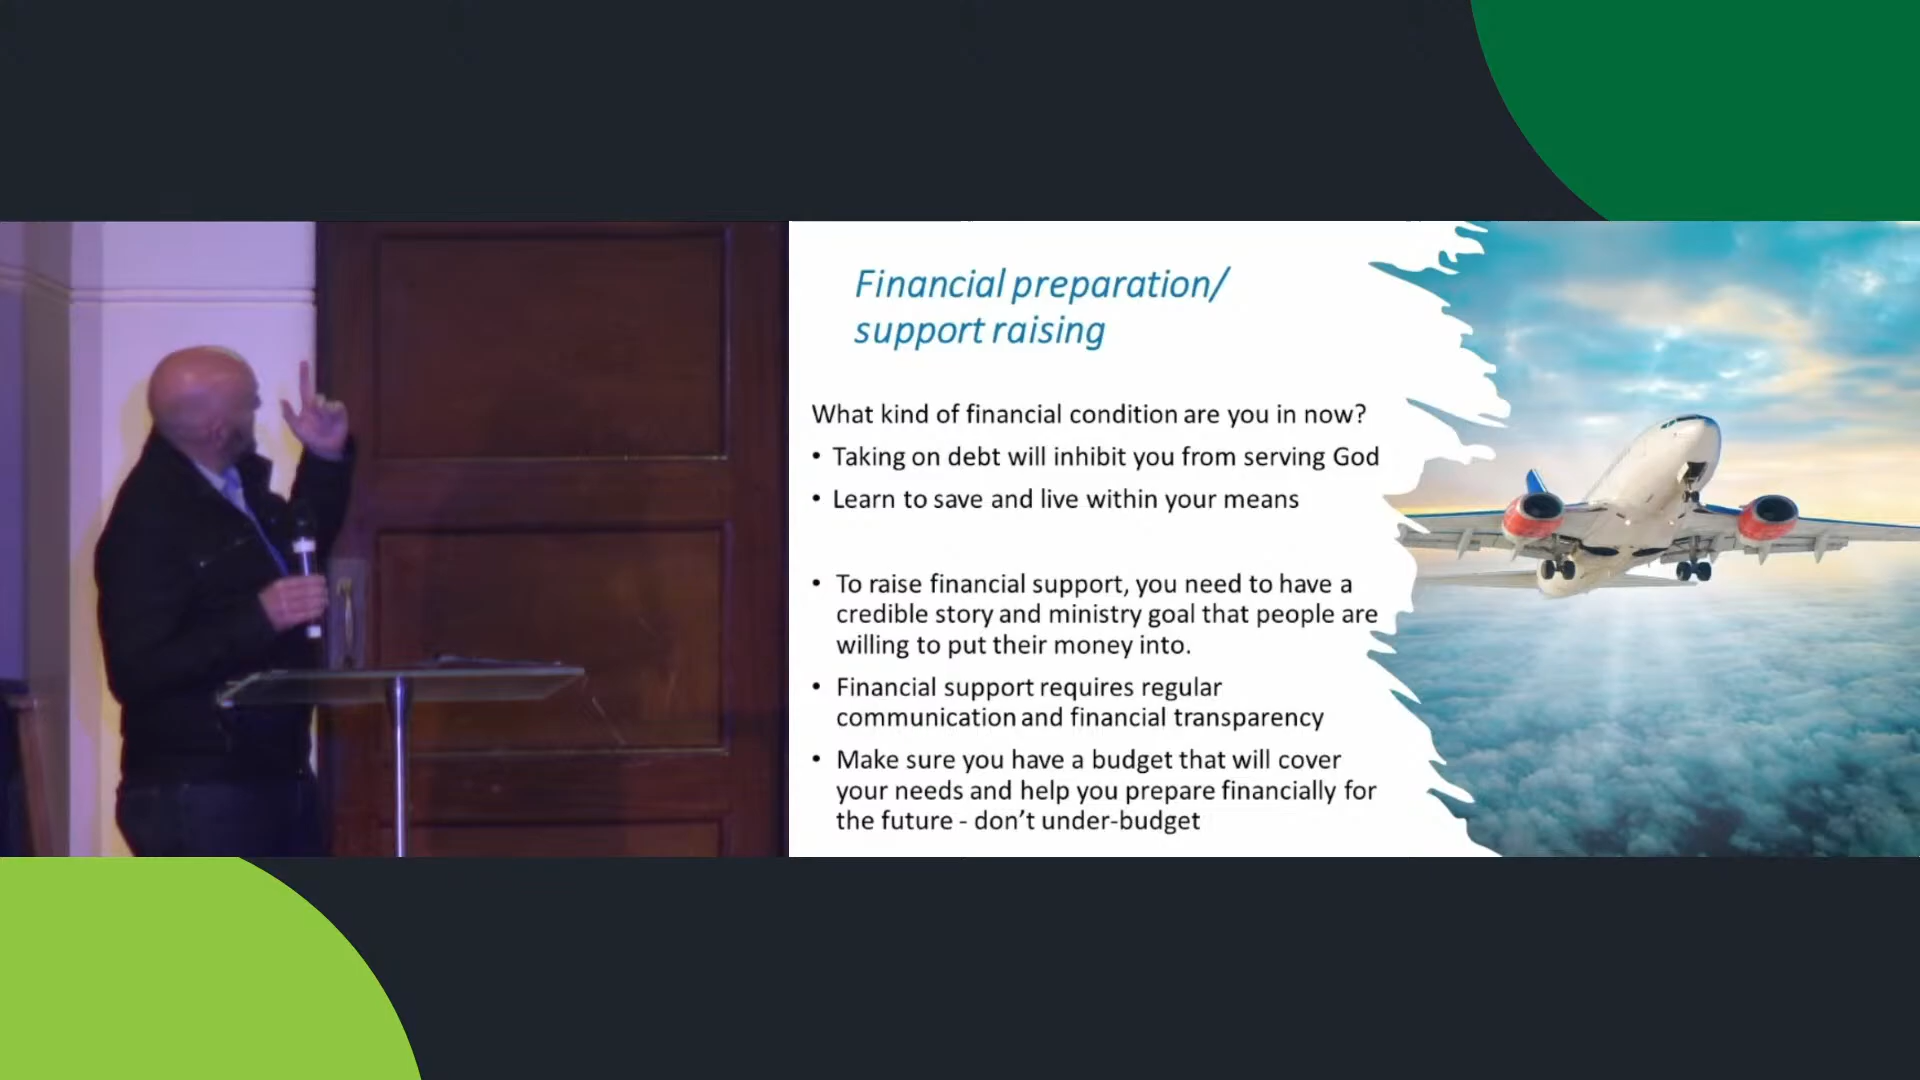 Financial preparation/
support raising
What kind of financial condition are you in now?
• Taking on debt will inhibit you from serving God
• Learn to save and live within your means
• To raise financial support, you need to have a
credible story and ministry goal that people are
willing to put their money into.
• Financial support requires regular
communication and financial transparency
• Make sure you have a budget that will cover
your needs and help you prepare financially for
the future - don't under-budget